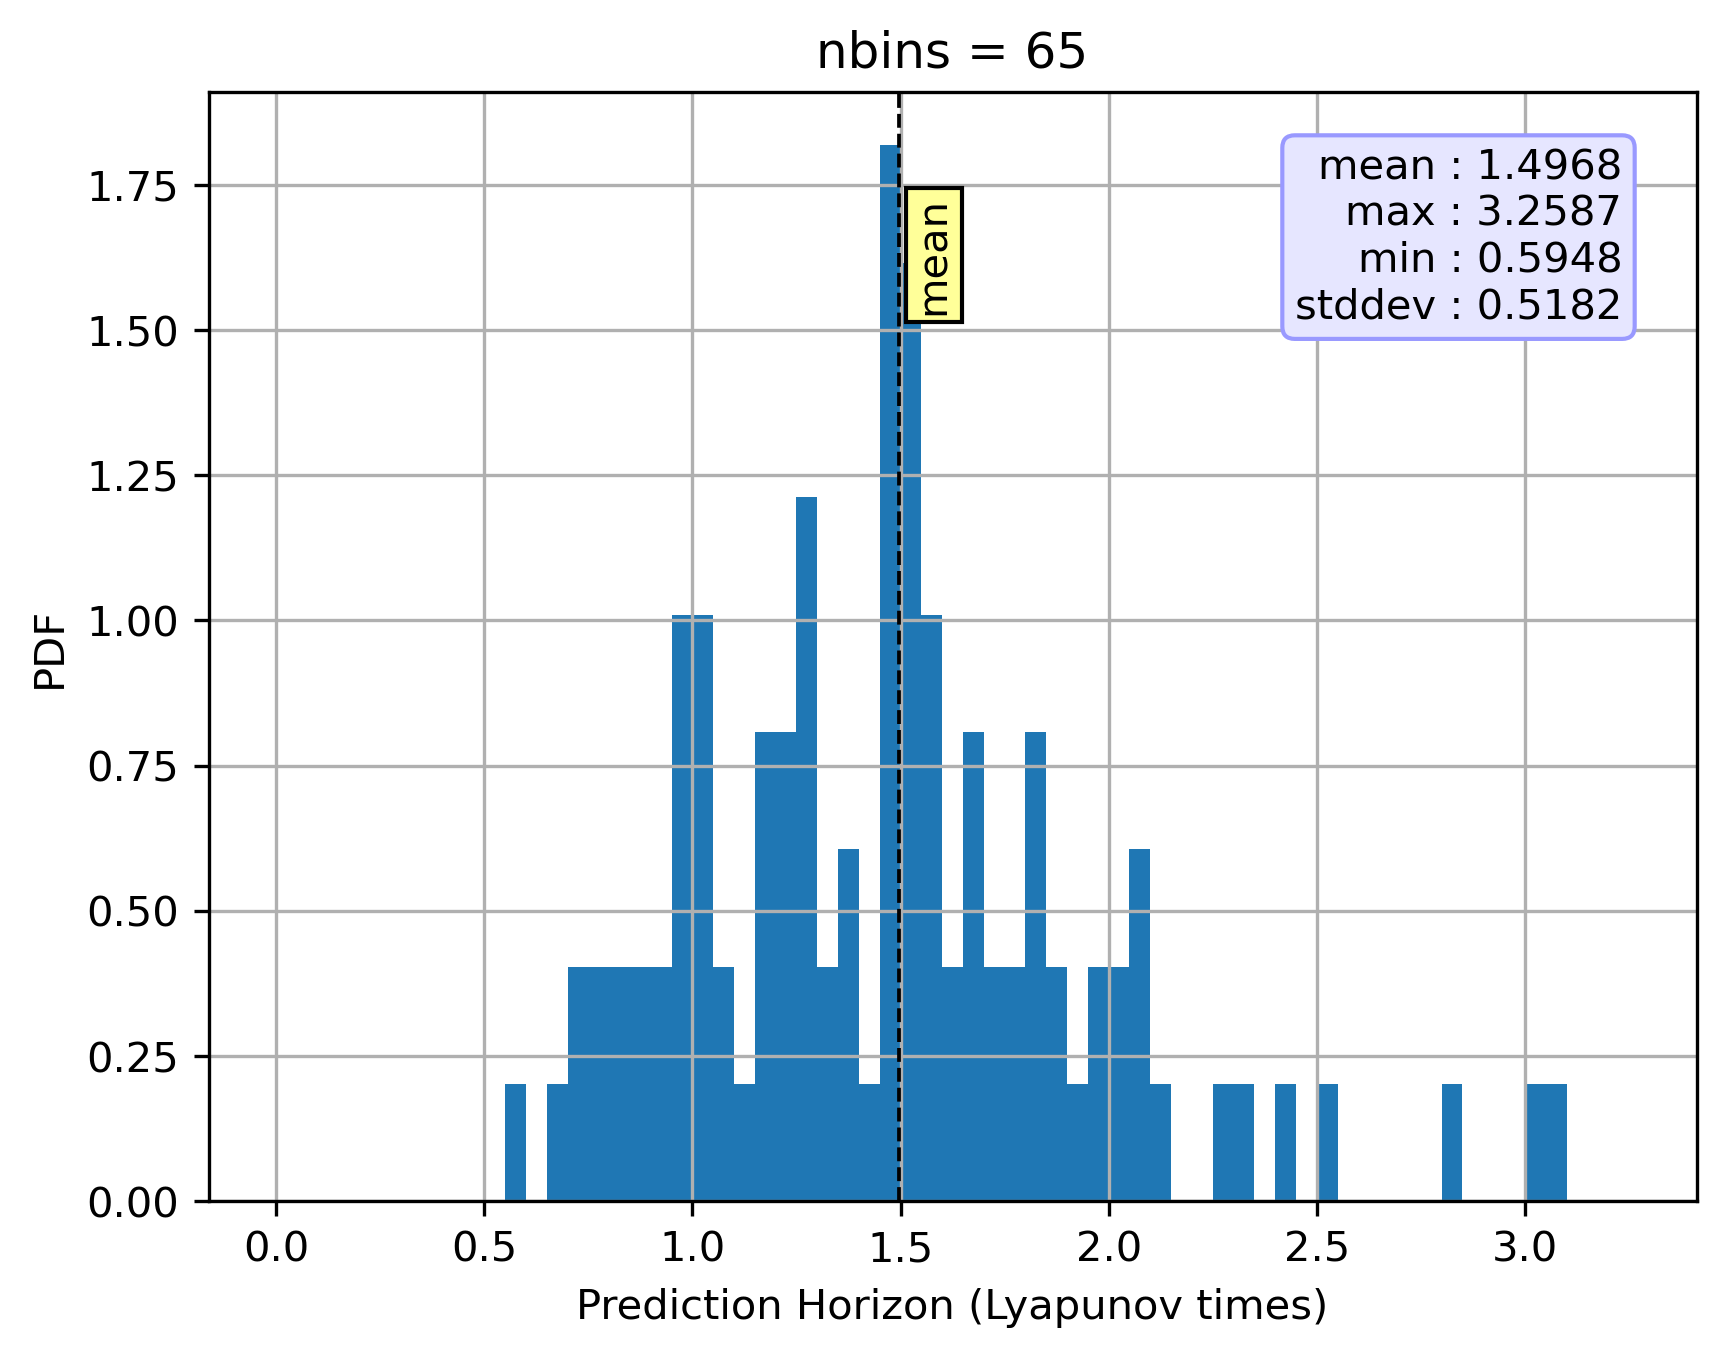 nbins = 65
1.75
1.50
1.25
1.00
0.75
0.50
0.25
0.00
PDF
mean
mean : 1.4968
max : 3.2587
min : 0.5948
stddev : 0.5182
0.0 0.5 1.0 1.5 2.0 2.5 3.0
Prediction Horizon (Lyapunov times)